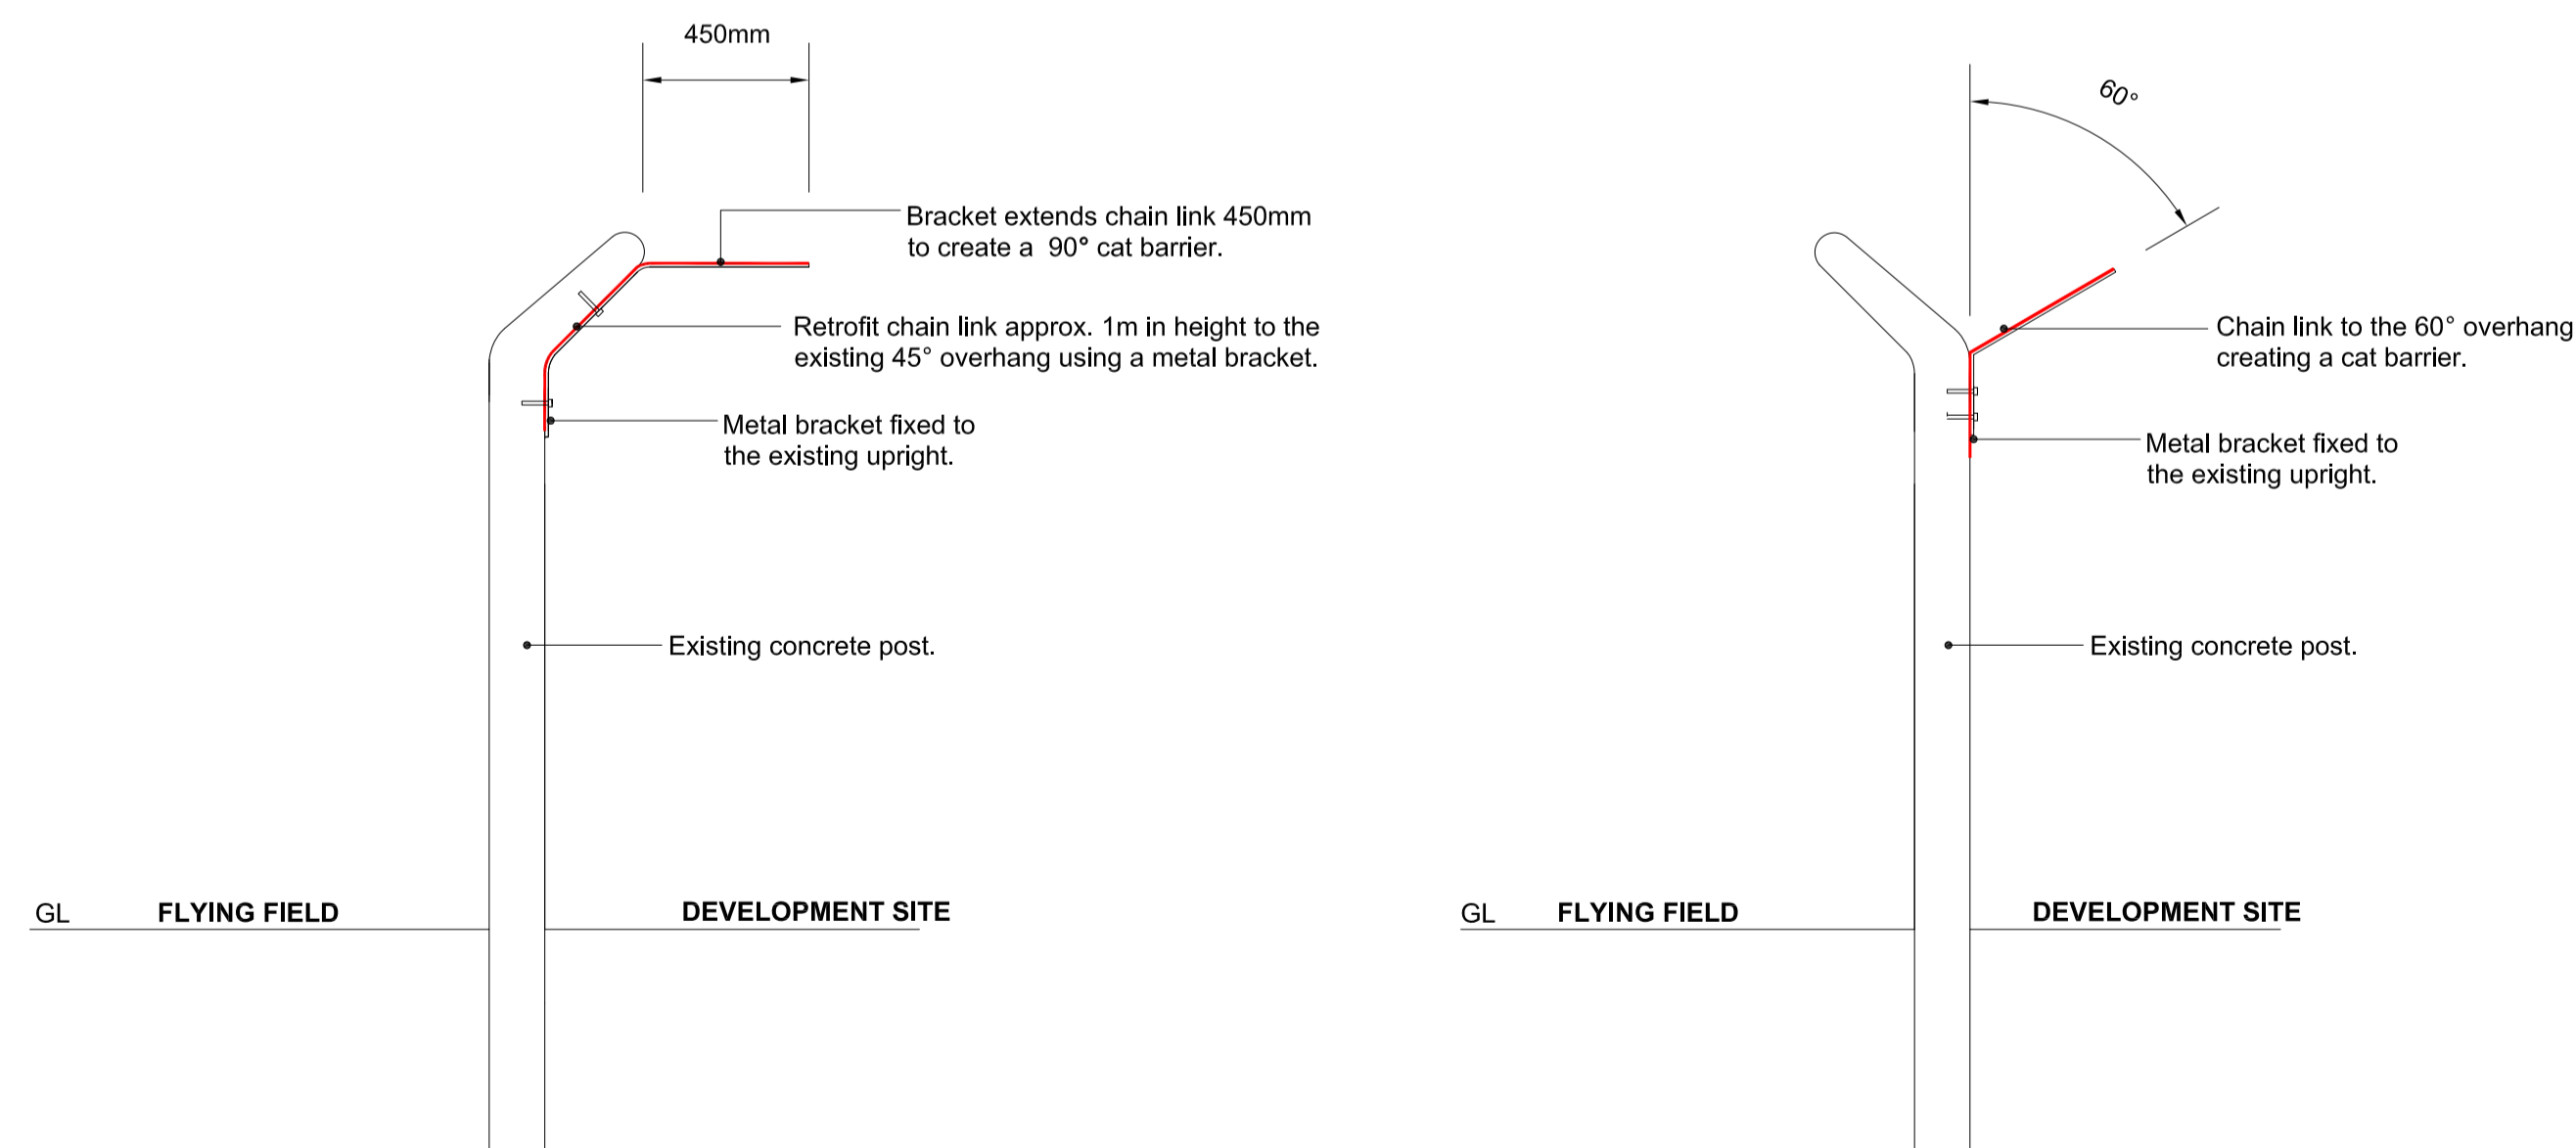 450mm
Bracket extends chain link 450mm
to create a  90° cat barrier.
Retrofit chain link approx. 1m in height to the
existing 45° overhang using a metal bracket.
Metal bracket fixed to
the existing upright.
Existing concrete post.
GL
FLYING FIELD
DEVELOPMENT SITE
60°
Chain link to the 60° overhang
creating a cat barrier.
Metal bracket fixed to
the existing upright.
Existing concrete post.
GL
FLYING FIELD
DEVELOPMENT SITE